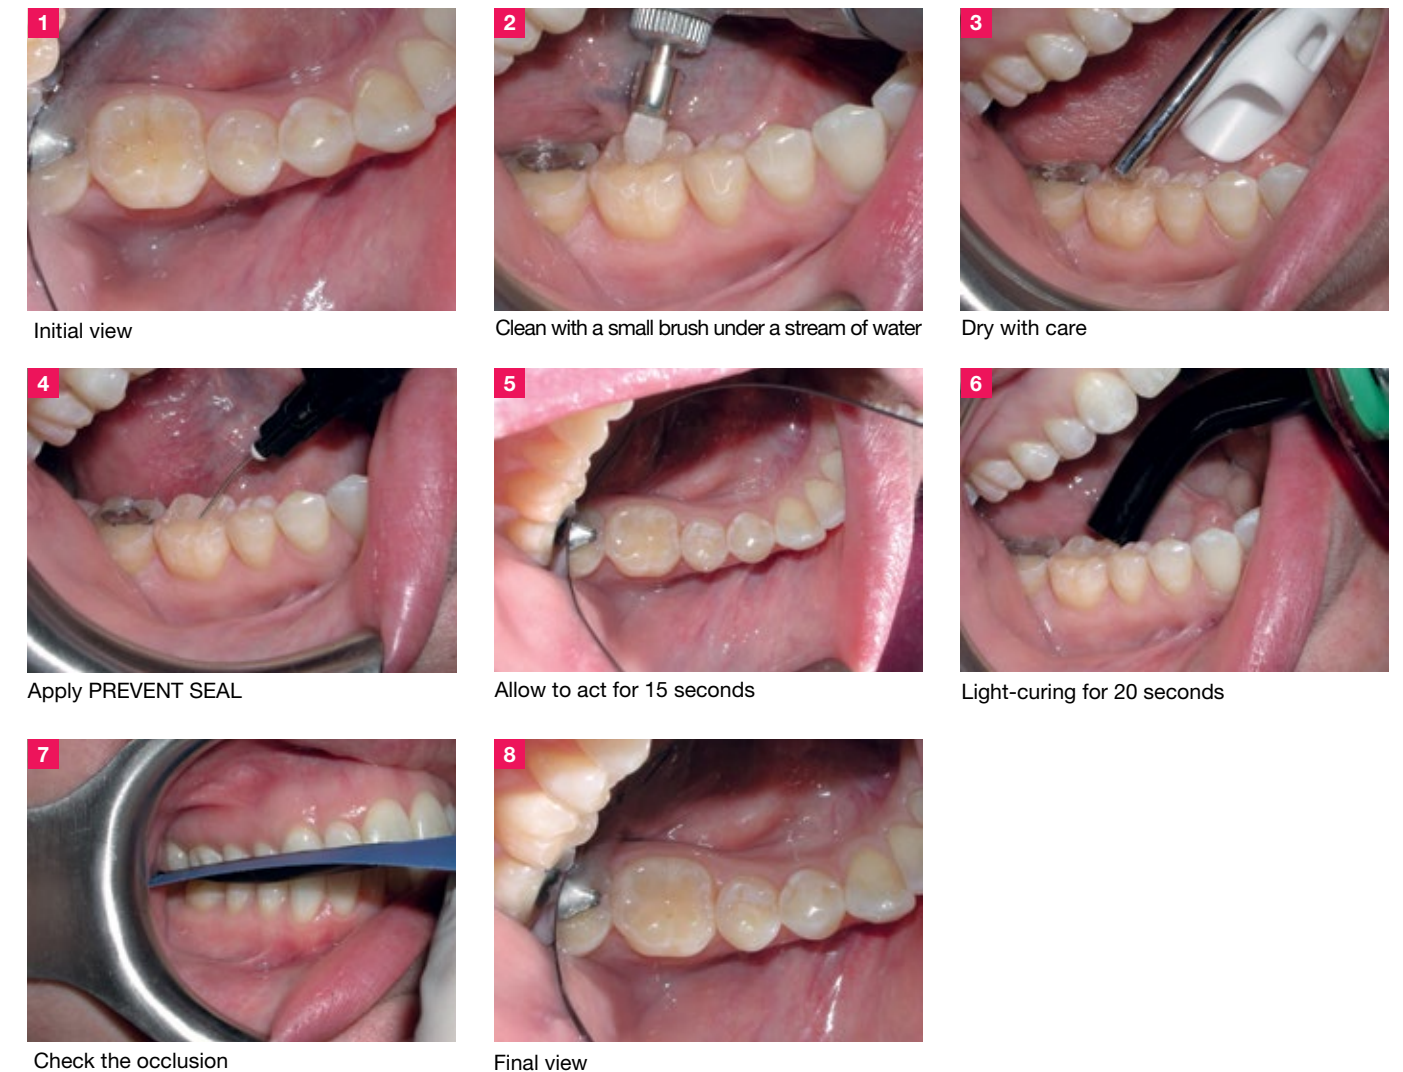 1
Initial view
2
Clean with a small brush under a stream of water
3
Dry with care
4
Apply PREVENT SEAL
5
Allow to act for 15 seconds
6
Light-curing for 20 seconds
7
Check the occlusion
8
Final view